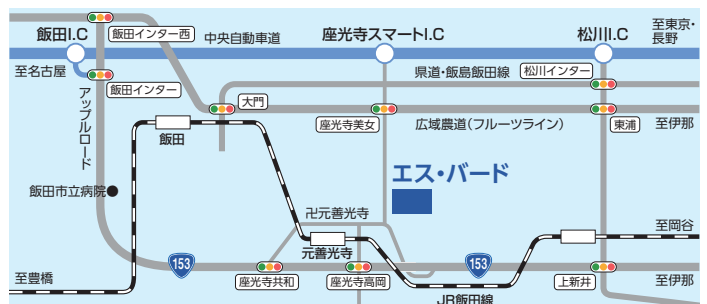 飯田I.C
飯田インター西
中央自動車道
座光寺スマートI.C
松川I.C
至東京・
長野
至名古屋
飯田インター
県道・飯島飯田線
松川インター
アップルロード
大門
座光寺美女
広域農道(フルーツライン)
東浦
至伊那
飯田
エス・バード
飯田市立病院
卍元善光寺
至岡谷
元善光寺
153
153
至豊橋
座光寺共和
座光寺高岡
上新井
至伊那
JR飯田線